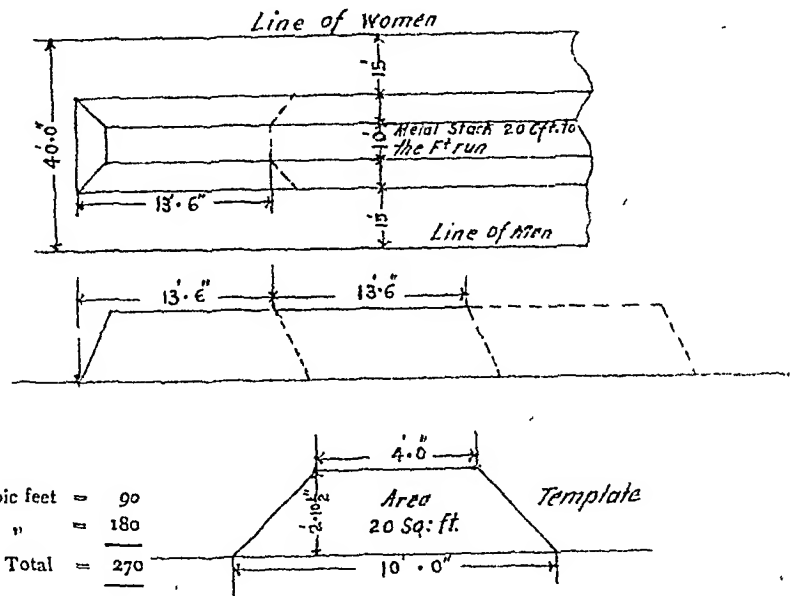 Line of Women
15'
40'.0"
10'
Metal Stack 20 Cft. to
the Ft run
13'.6"
15'
Line of Men
13'.6"
13'.6"
4'.0"
2'.10½"
Area
20 Sq: ft.
Template
10'.0"
bic feet = 90
" = 180
Total = 270